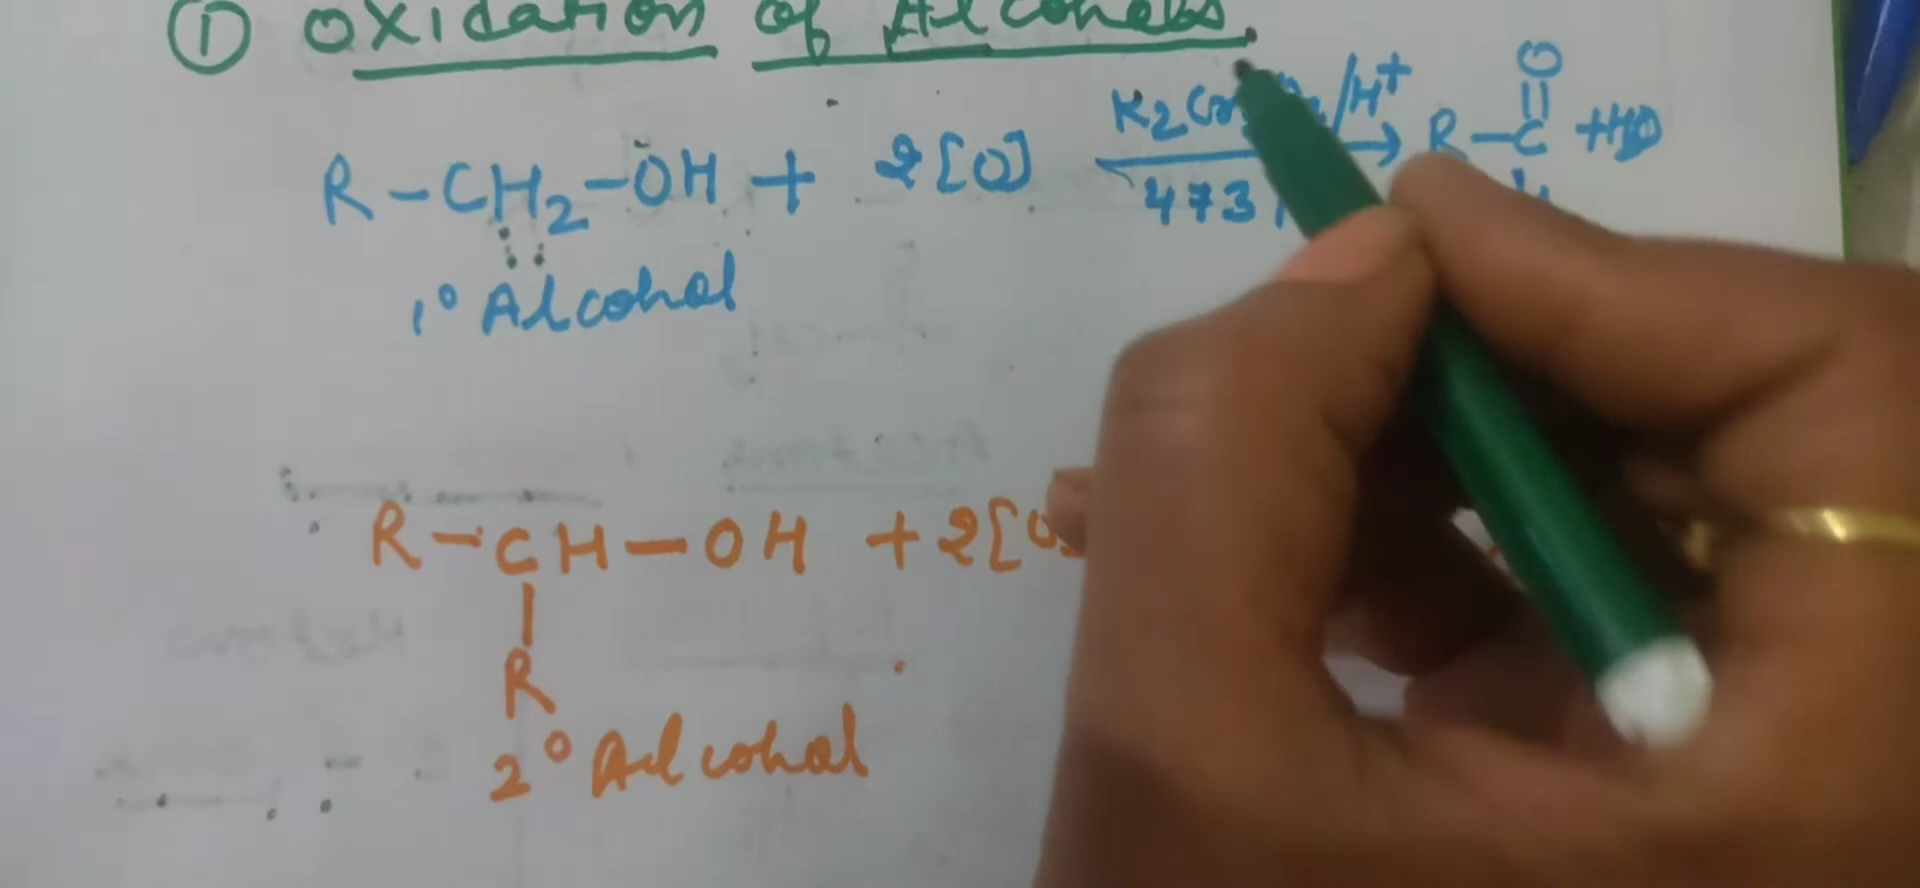 ① Oxidation of Alcohols
R-CH2-OH + 2[O] K2Cr /H+ → R-C +H2O
O
473
1° Alcohol
R-CH-OH +2[O]
R
2° Alcohol